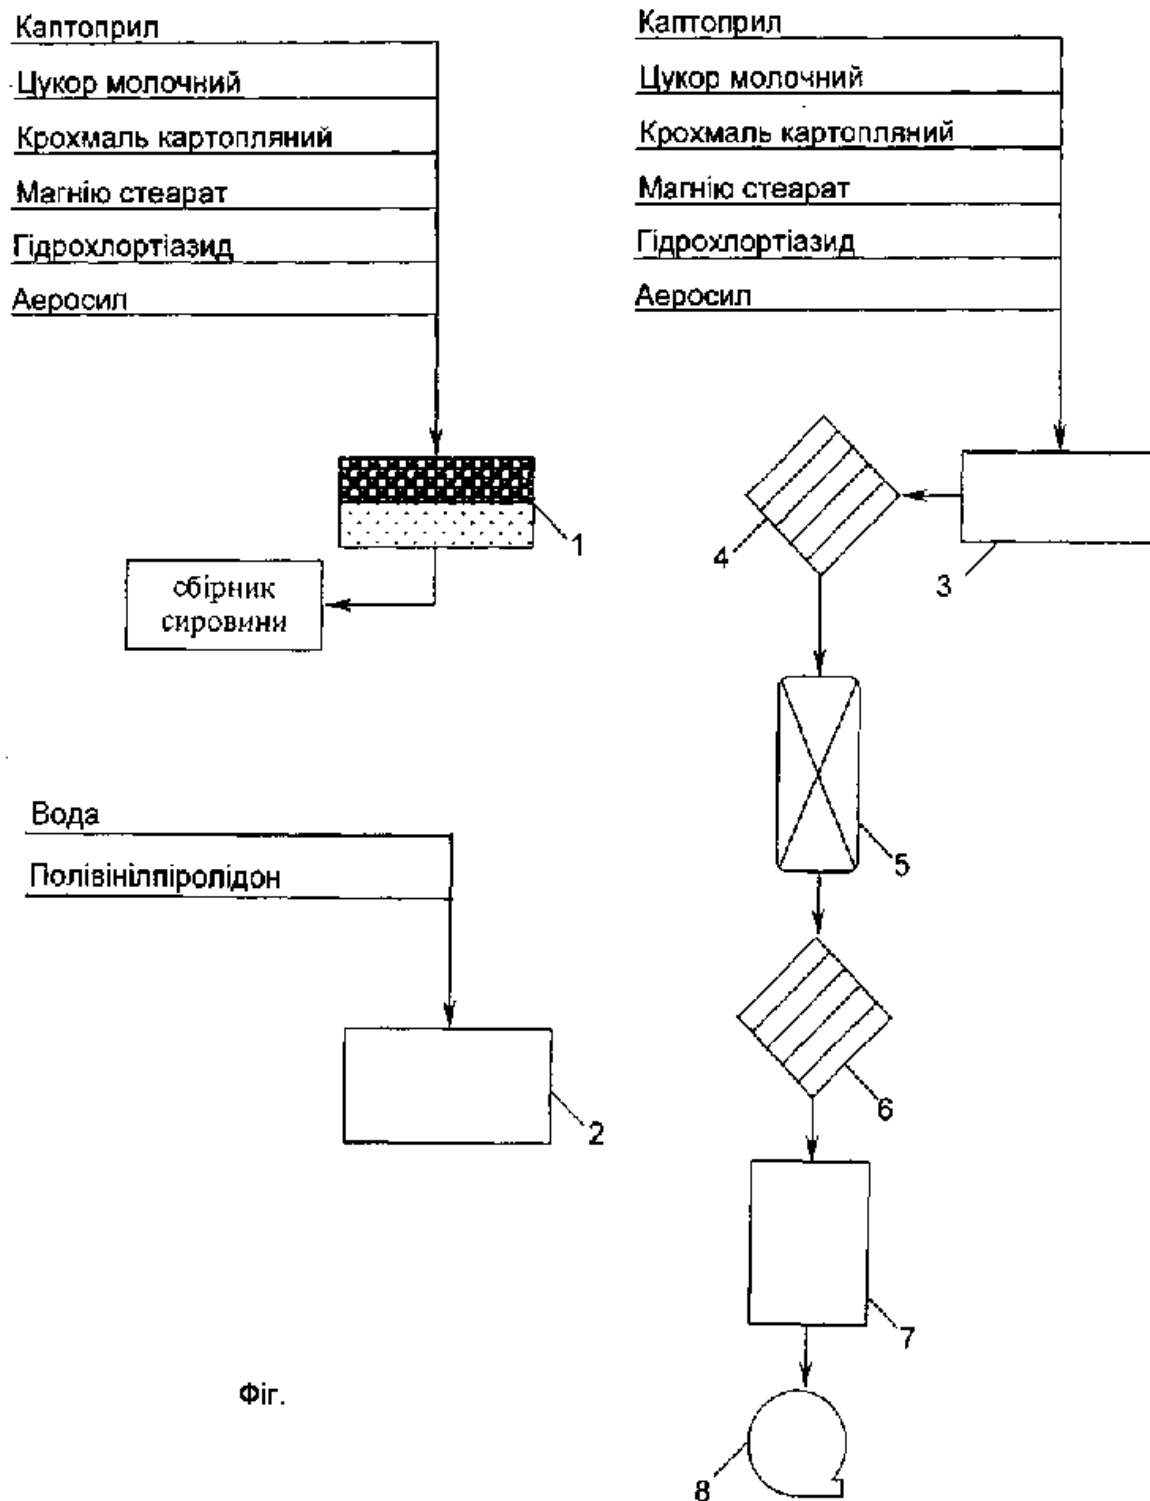 Каптоприл
Цукор молочний
Крохмаль картопляний
Магнію стеарат
Гідрохлортіазид
Аеросил
1
збірник
сировини
Вода
Полівінілпіролідон
2
Фіг.
Каптоприл
Цукор молочний
Крохмаль картопляний
Магнію стеарат
Гідрохлортіазид
Аеросил
4
3
5
6
7
8